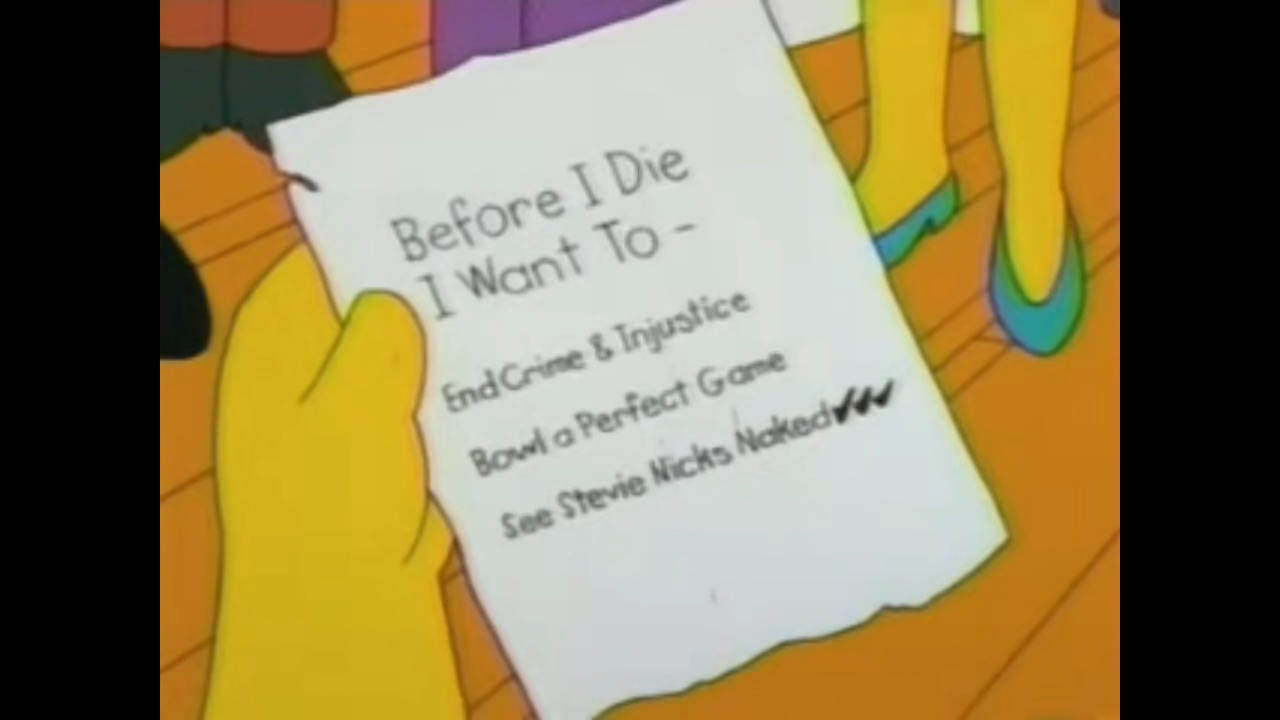 Before I Die
I Want To -
End Crime & Injustice
Bowl a Perfect Game
See Stevie Nicks Naked✓✓✓